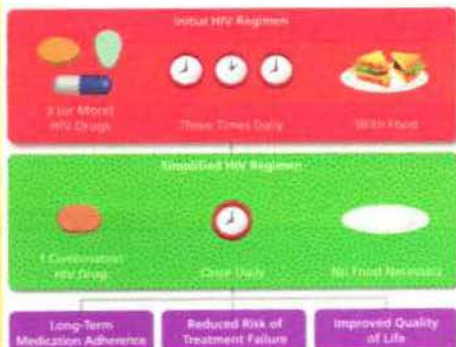 Initial HIV Regimen
3 (or More)
HIV Drugs
Three Times Daily
With Food
Simplified HIV Regimen
1 Combination
HIV Drug
Once Daily
No Food Necessary
Long-Term
Medication Adherence
Reduced Risk of
Treatment Failure
Improved Quality
of Life